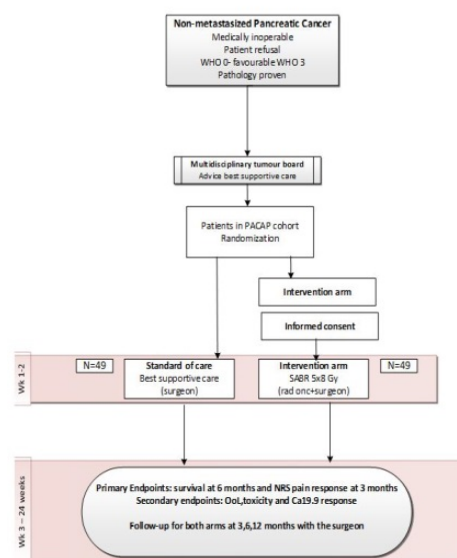 Non-metastasized Pancreatic Cancer
Medically inoperable
Patient refusal
WHO 0- favourable WHO 3
Pathology proven
Multidisciplinary tumour board
Advice best supportive care
Patients in PACAP cohort
Randomization
Intervention arm
Informed consent
Wk 1-2
N=49
Standard of care
Best supportive care
(surgeon)
Intervention arm
SABR 5x8 Gy
(rad onc+surgeon)
N=49
Wk 3 – 24 weeks
Primary Endpoints: survival at 6 months and NRS pain response at 3 months
Secondary endpoints: OoL,toxicity and Ca19.9 response
Follow-up for both arms at 3,6,12 months with the surgeon